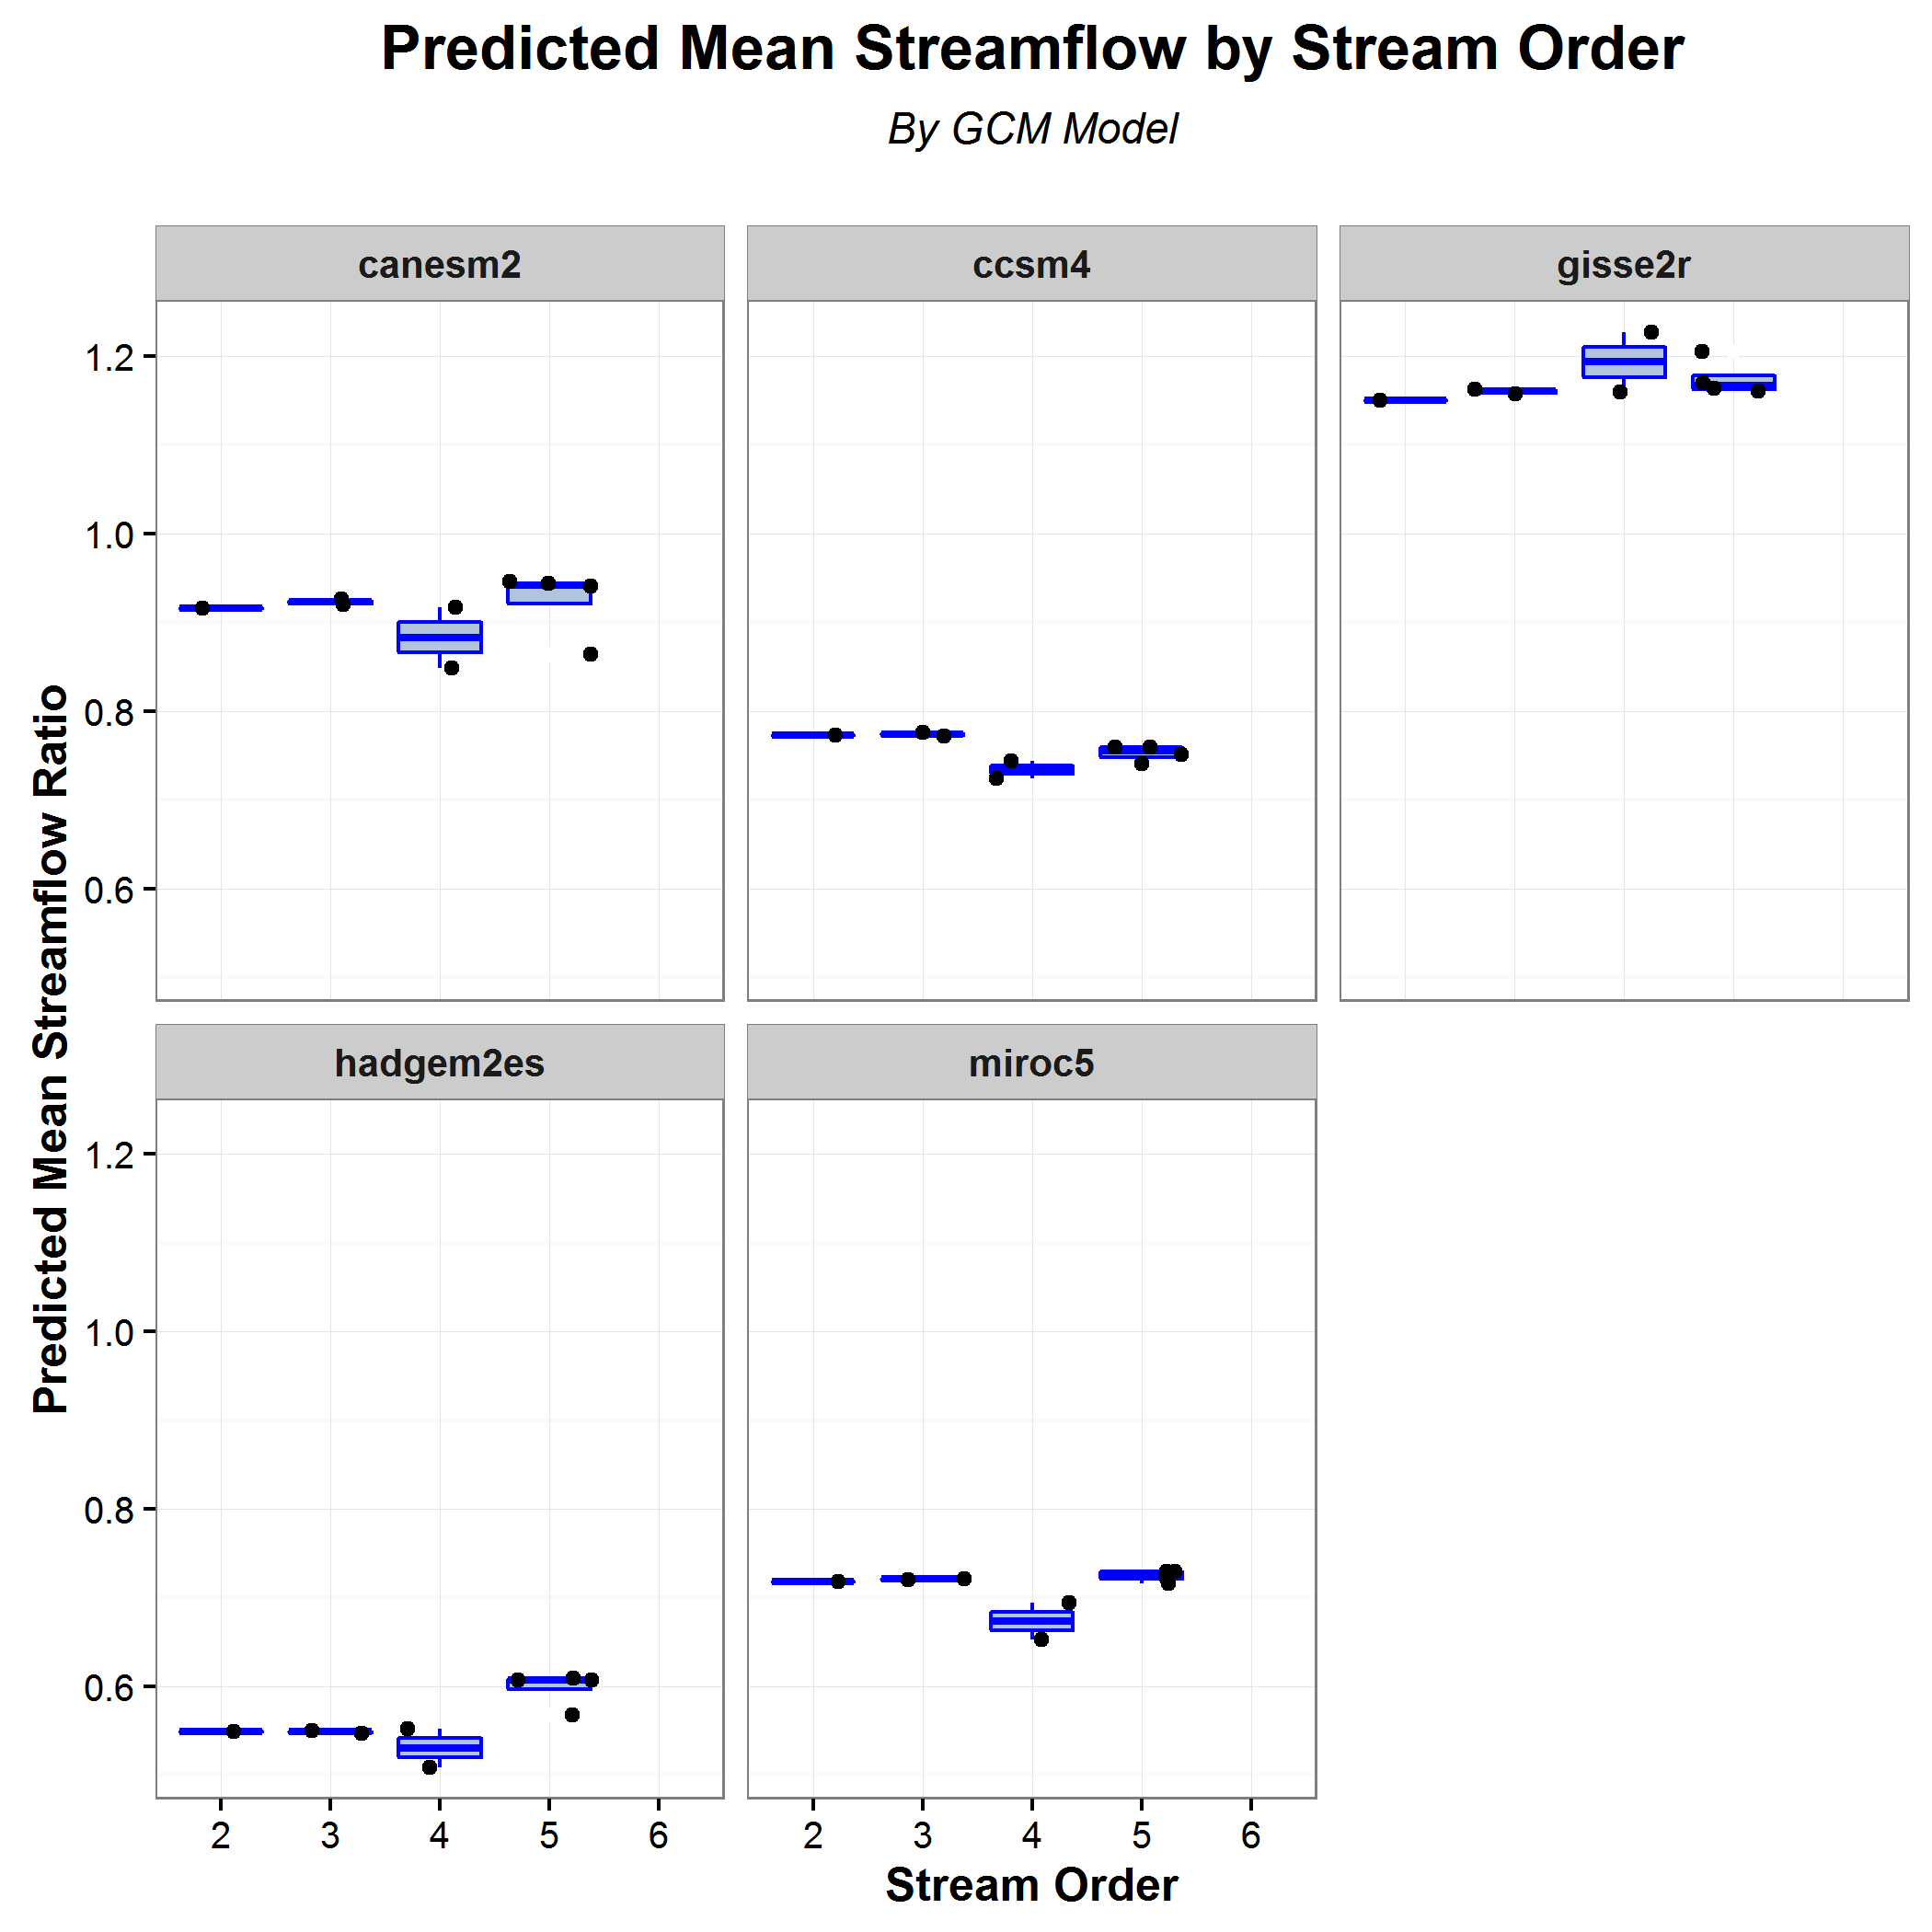 Predicted Mean Streamflow by Stream Order
By GCM Model
canesm2
ccsm4
gisse2r
1.2
1.0
0.8
0.6
Predicted Mean Streamflow Ratio
hadgem2es
miroc5
1.2
1.0
0.8
0.6
2 3 4 5 6
2 3 4 5 6
Stream Order